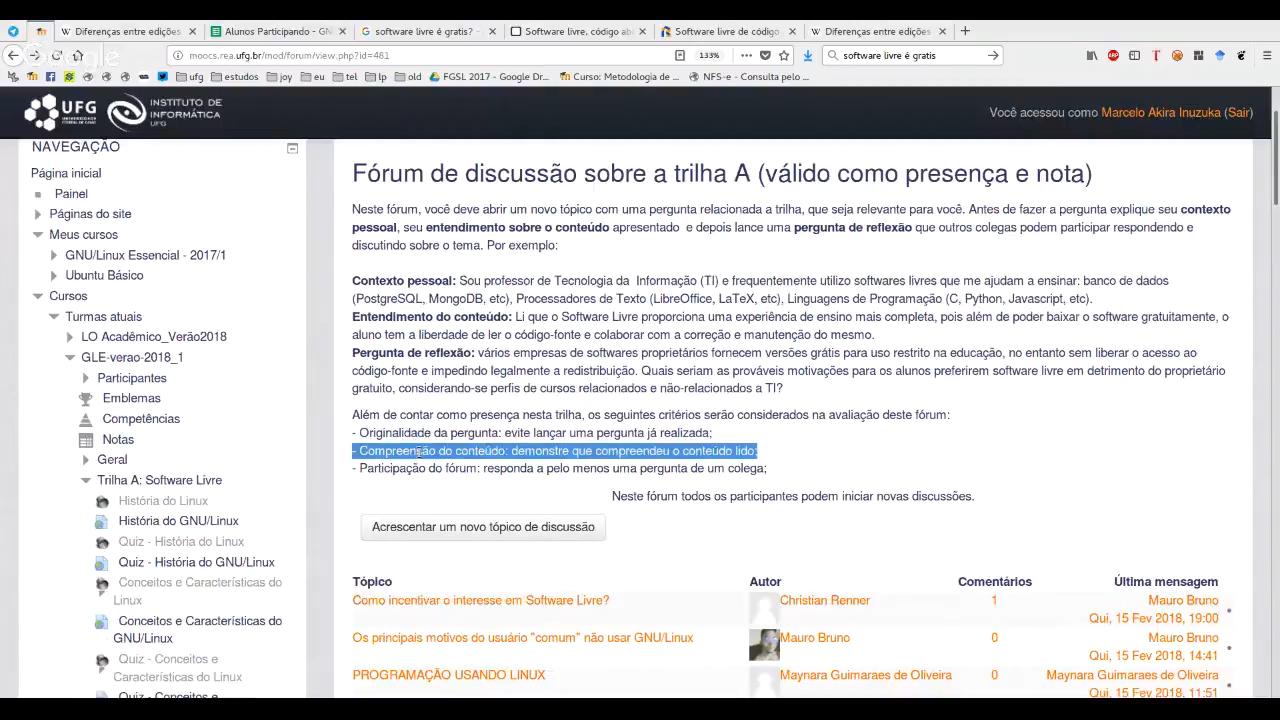 Diferenças entre edições
Alunos Participando - GN
software livre é gratis? -
Software livre, código ab
Software livre de código
Diferenças entre edições
Google
moocs.rea.ufg.br/mod/forum/view.php?id=481
133%
software livre é gratis
ufg
estudos
joy
eu
tel
lp
old
FGSL 2017 - Google Dr...
Curso: Metodologia de ...
NFS-e - Consulta pelo ...
UFG
INSTITUTO DE
INFORMÁTICA
UFG
Você acessou como Marcelo Akira Inuzuka (Sair)
NAVEGAÇÃO
Página inicial
Painel
Páginas do site
Meus cursos
GNU/Linux Essencial - 2017/1
Ubuntu Básico
Cursos
Turmas atuais
LO Acadêmico_Verão2018
GLE-verao-2018_1
Participantes
Emblemas
Competências
Notas
Geral
Trilha A: Software Livre
História do Linux
História do GNU/Linux
Quiz - História do Linux
Quiz - História do GNU/Linux
Conceitos e Características do
Linux
Conceitos e Características do
GNU/Linux
Quiz - Conceitos e
Características do Linux
Quiz - Conceitos e
Fórum de discussão sobre a trilha A (válido como presença e nota)
Neste fórum, você deve abrir um novo tópico com uma pergunta relacionada a trilha, que seja relevante para você. Antes de fazer a pergunta explique seu contexto
pessoal, seu entendimento sobre o conteúdo apresentado e depois lance uma pergunta de reflexão que outros colegas podem participar respondendo e
discutindo sobre o tema. Por exemplo:
Contexto pessoal: Sou professor de Tecnologia da Informação (TI) e frequentemente utilizo softwares livres que me ajudam a ensinar: banco de dados
(PostgreSQL, MongoDB, etc), Processadores de Texto (LibreOffice, LaTeX, etc), Linguagens de Programação (C, Python, Javascript, etc).
Entendimento do conteúdo: Li que o Software Livre proporciona uma experiência de ensino mais completa, pois além de poder baixar o software gratuitamente, o
aluno tem a liberdade de ler o código-fonte e colaborar com a correção e manutenção do mesmo.
Pergunta de reflexão: vários empresas de softwares proprietários fornecem versões grátis para uso restrito na educação, no entanto sem liberar o acesso ao
código-fonte e impedindo legalmente a redistribuição. Quais seriam as prováveis motivações para os alunos preferirem software livre em detrimento do proprietário
gratuito, considerando-se perfis de cursos relacionados e não-relacionados a TI?
Além de contar como presença nesta trilha, os seguintes critérios serão considerados na avaliação deste fórum:
- Originalidade da pergunta: evite lançar uma pergunta já realizada;
- Compreensão do conteúdo: demonstre que compreendeu o conteúdo lido;
- Participação do fórum: responda a pelo menos uma pergunta de um colega;
Neste fórum todos os participantes podem iniciar novas discussões.
Acrescentar um novo tópico de discussão
Tópico Autor Comentários Última mensagem
Como incentivar o interesse em Software Livre? Christian Renner 1 Mauro Bruno
Qui, 15 Fev 2018, 19:00
Os principais motivos do usuário "comum" não usar GNU/Linux Mauro Bruno 0 Mauro Bruno
Qui, 15 Fev 2018, 14:41
PROGRAMAÇÃO USANDO LINUX Maynara Guimaraes de Oliveira 0 Maynara Guimaraes de Oliveira
Qui, 15 Fev 2018, 11:51